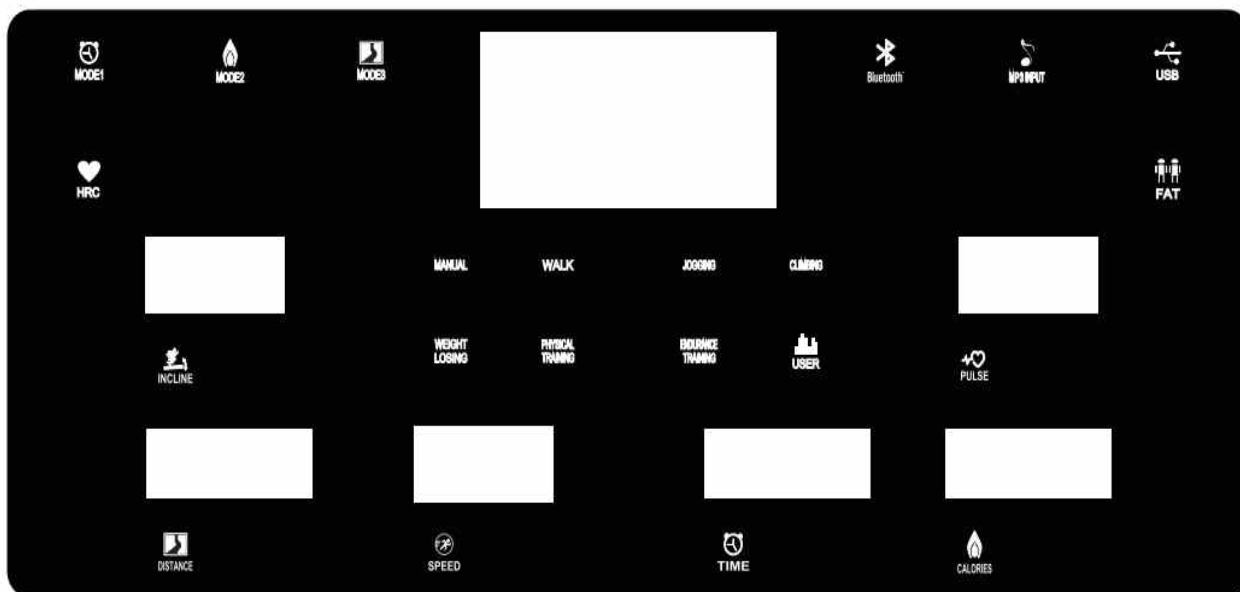 MODE1
MODE2
MODE3
Bluetooth
MP3 INPUT
USB
HRC
FAT
MANUAL
WALK
JOGGING
CLIMBING
WEIGHT
LOSING
PHYSICAL
TRAINING
ENDURANCE
TRAINING
USER
INCLINE
PULSE
DISTANCE
SPEED
TIME
CALORIES